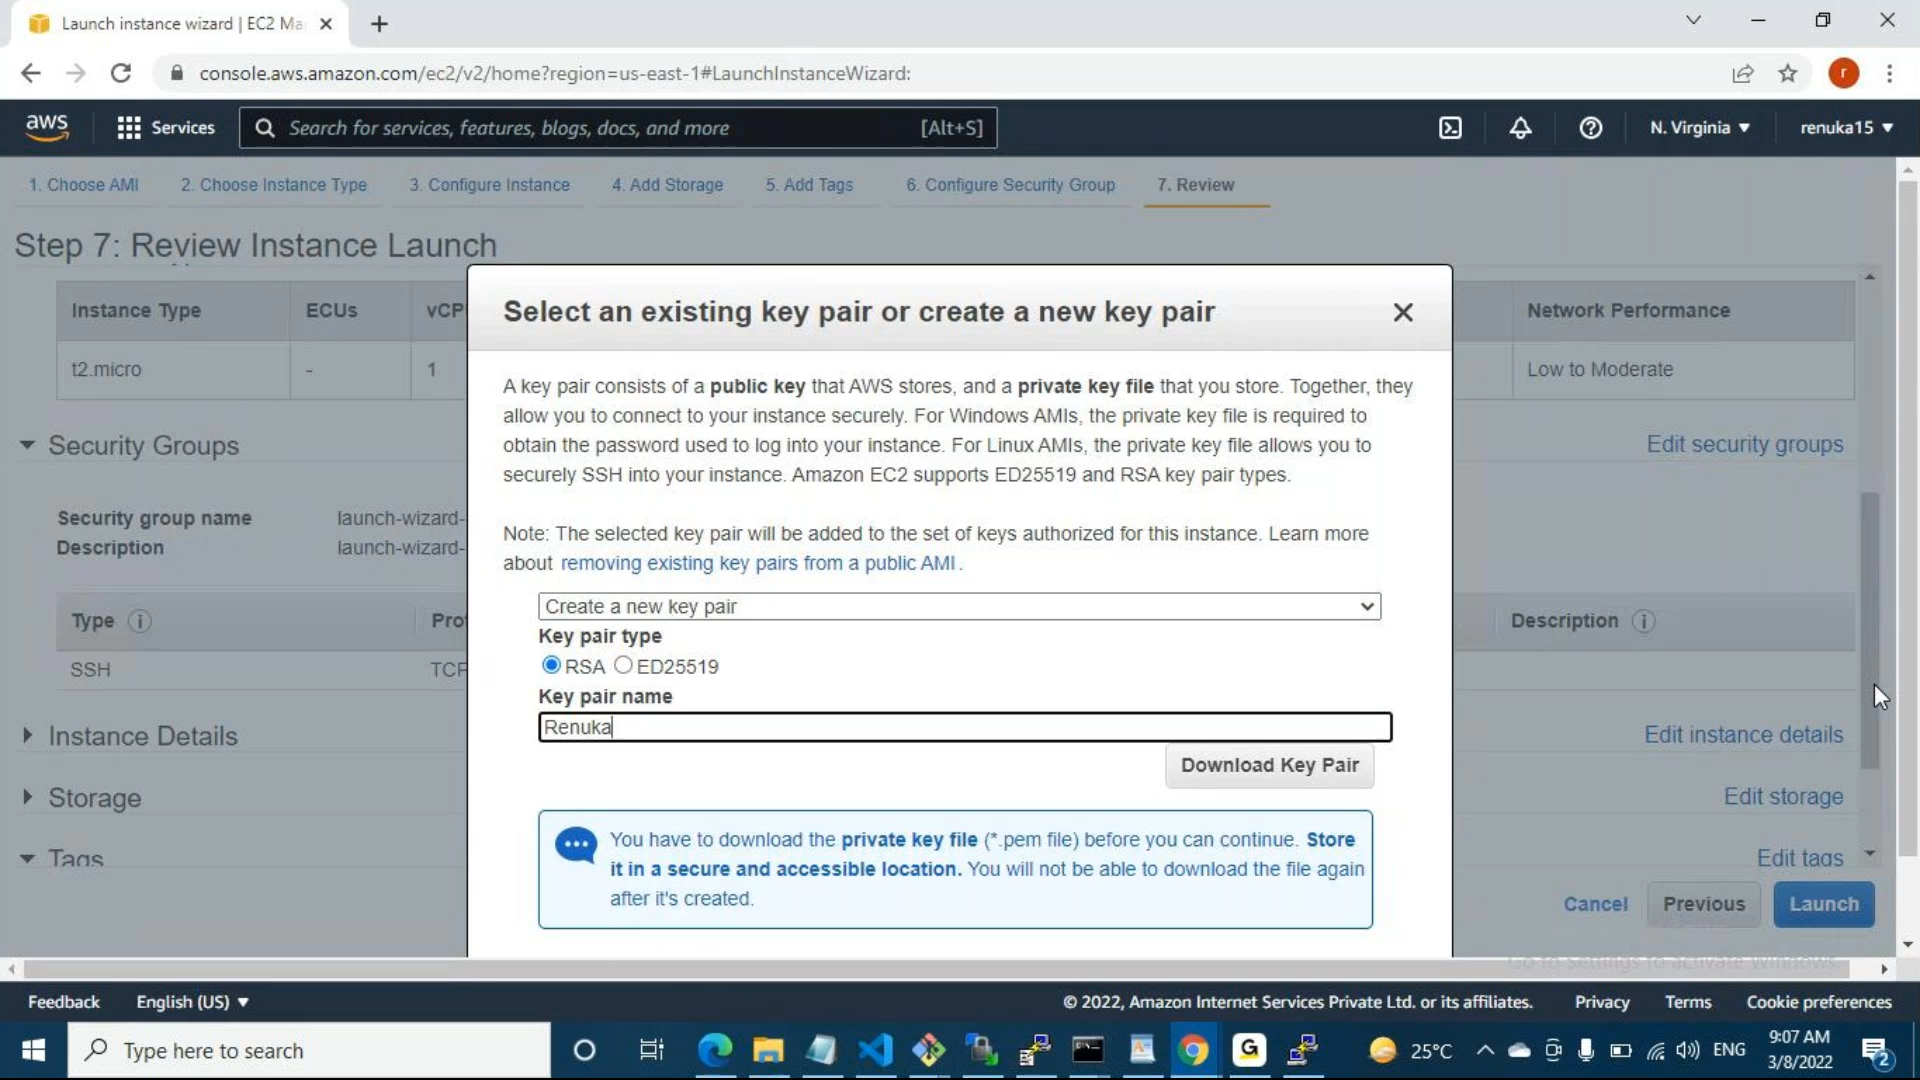 Launch instance wizard | EC2 Ma
console.aws.amazon.com/ec2/v2/home?region=us-east-1#LaunchInstanceWizard:
r
aws
Services
Search for services, features, blogs, docs, and more
[Alt+S]
N. Virginia
renuka15
1. Choose AMI
2. Choose Instance Type
3. Configure Instance
4. Add Storage
5. Add Tags
6. Configure Security Group
7. Review
Step 7: Review Instance Launch
Instance Type
ECUs
vCP
Network Performance
t2.micro
-
1
Low to Moderate
Security Groups
Edit security groups
Security group name
launch-wizard-
Description
launch-wizard-
Type
Pro
Description
SSH
TCP
Instance Details
Edit instance details
Storage
Edit storage
Tags
Edit tags
Select an existing key pair or create a new key pair
A key pair consists of a public key that AWS stores, and a private key file that you store. Together, they
allow you to connect to your instance securely. For Windows AMIs, the private key file is required to
obtain the password used to log into your instance. For Linux AMIs, the private key file allows you to
securely SSH into your instance. Amazon EC2 supports ED25519 and RSA key pair types.
Note: The selected key pair will be added to the set of keys authorized for this instance. Learn more
about removing existing key pairs from a public AMI.
Create a new key pair
Key pair type
RSA ED25519
Key pair name
Renuka
Download Key Pair
You have to download the private key file (*.pem file) before you can continue. Store
it in a secure and accessible location. You will not be able to download the file again
after it's created.
Cancel
Previous
Launch
Go to Settings to activate Windows.
Feedback
English (US)
© 2022, Amazon Internet Services Private Ltd. or its affiliates.
Privacy
Terms
Cookie preferences
Type here to search
G
25°C
ENG
9:07 AM
3/8/2022
2